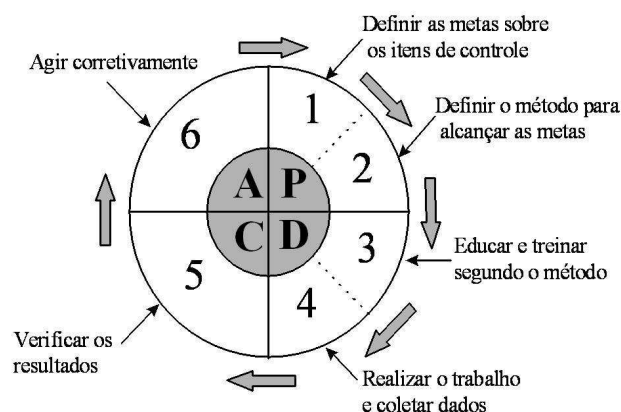 Definir as metas sobre
os itens de controle
Agir corretivamente
Definir o método para
alcançar as metas
1
6
2
A P
C D
3
5
4
Educar e treinar
segundo o método
Verificar os
resultados
Realizar o trabalho
e coletar dados